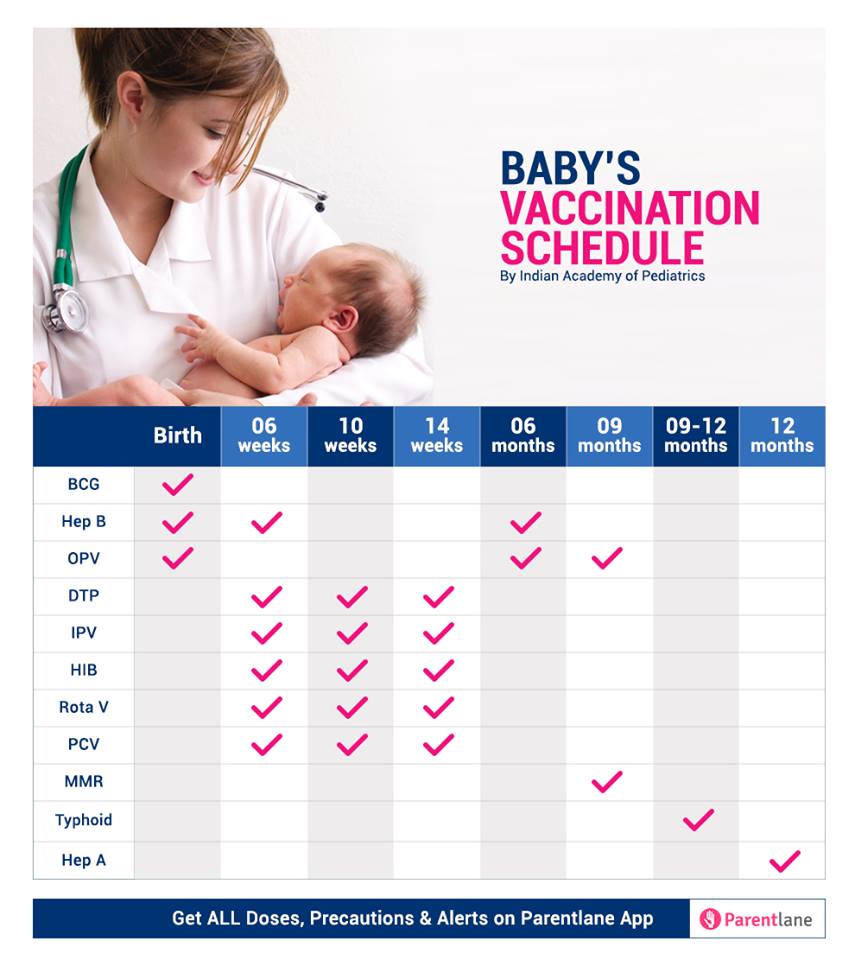 BABY'S
VACCINATION
SCHEDULE
By Indian Academy of Pediatrics
Birth
06
weeks
10
weeks
14
weeks
06
months
09
months
09-12
months
12
months
BCG ✓
Hep B ✓ ✓ ✓
OPV ✓ ✓ ✓
DTP ✓ ✓ ✓
IPV ✓ ✓ ✓
HIB ✓ ✓ ✓
Rota V ✓ ✓ ✓
PCV ✓ ✓ ✓
MMR ✓
Typhoid ✓
Hep A ✓
Get ALL Doses, Precautions & Alerts on Parentlane App
Parentlane